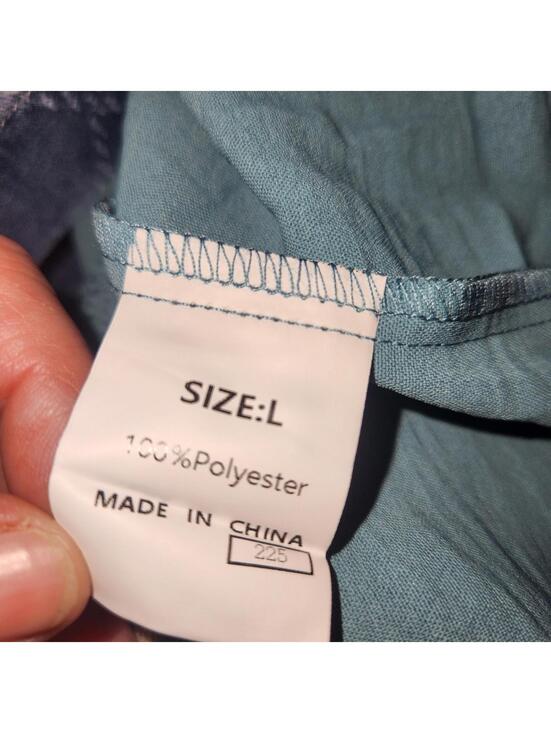 SIZE:L
100%Polyester
MADE IN CHINA
225